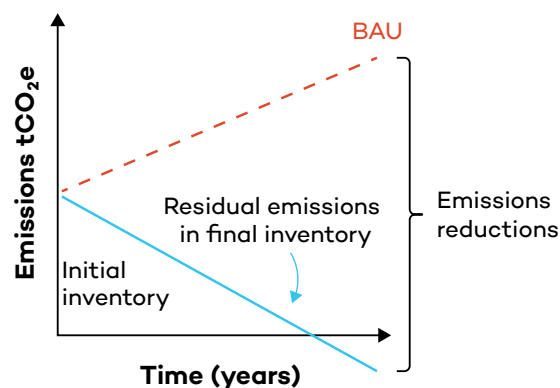 BAU
Emissions tCO₂e
Residual emissions
in final inventory
Emissions
reductions
Initial
inventory
Time (years)